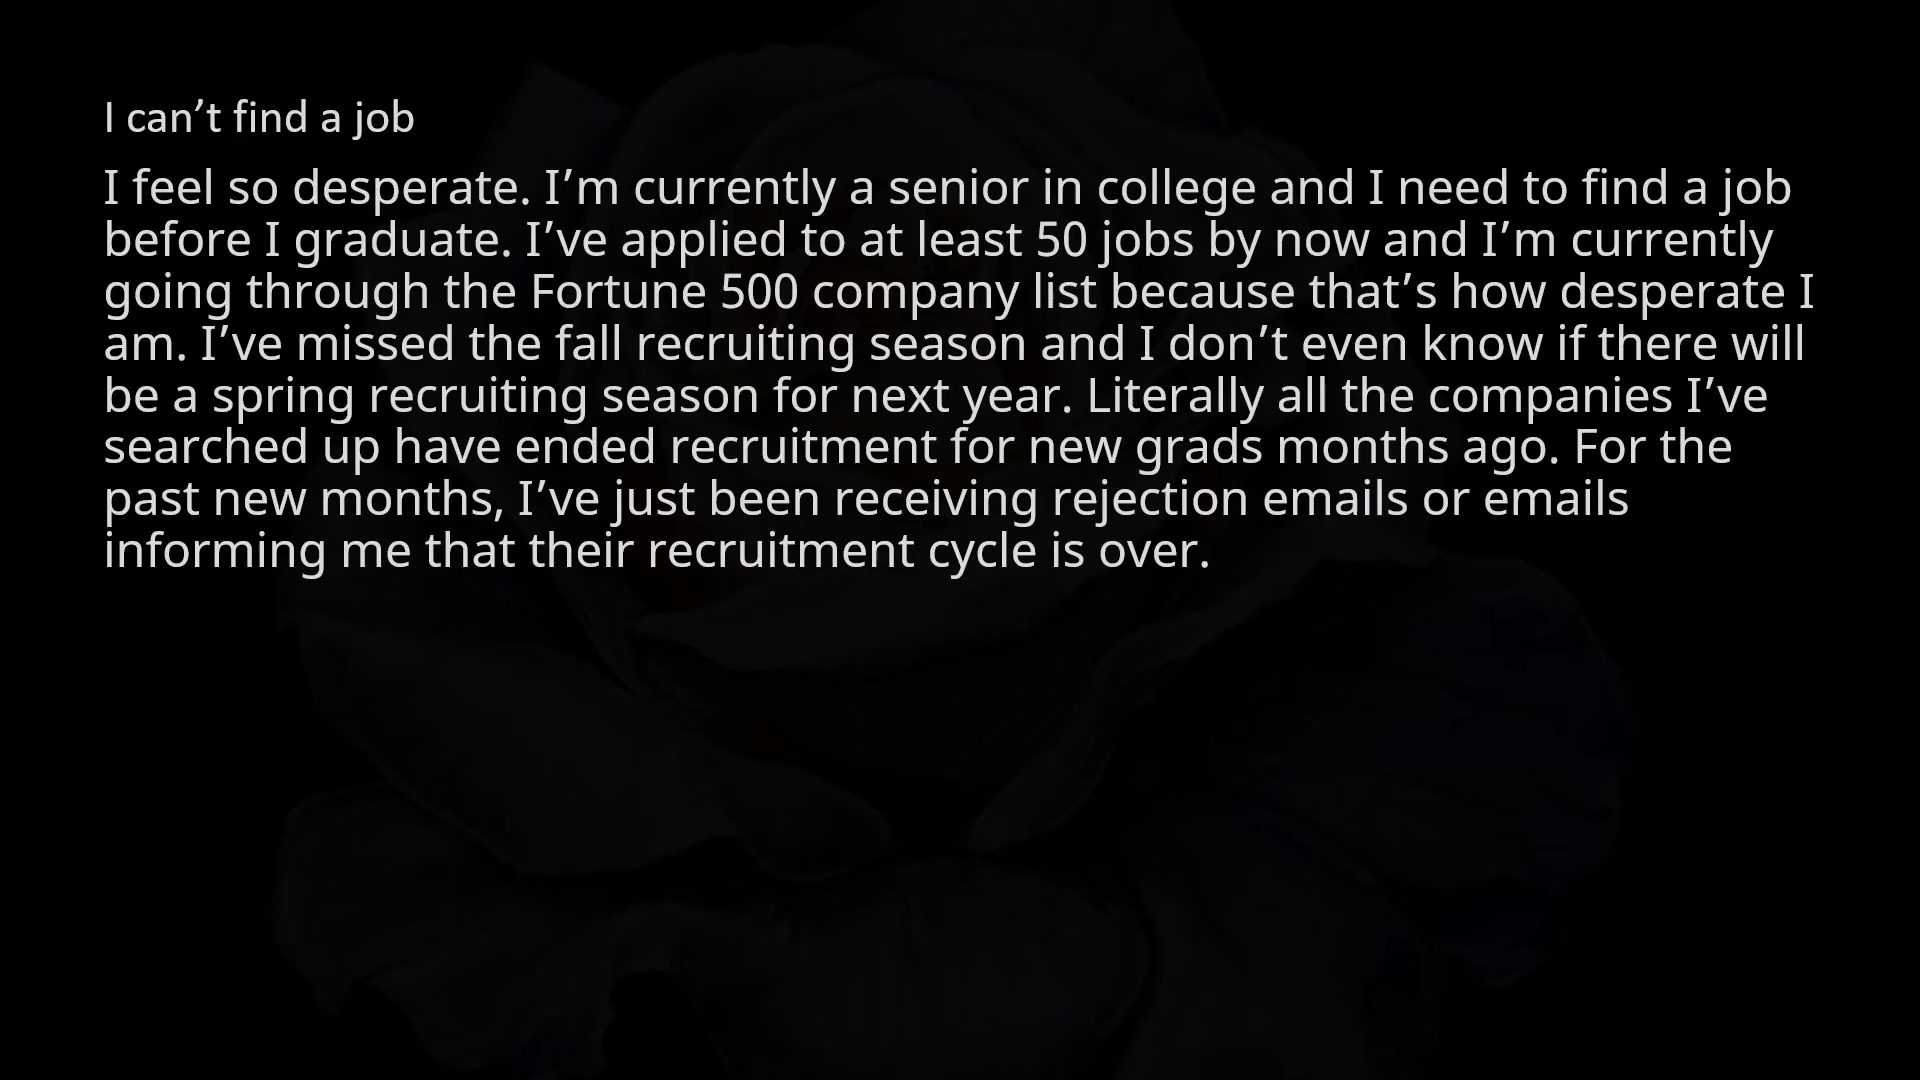 I can’t find a job
I feel so desperate. I’m currently a senior in college and I need to find a job
before I graduate. I’ve applied to at least 50 jobs by now and I’m currently
going through the Fortune 500 company list because that’s how desperate I
am. I’ve missed the fall recruiting season and I don’t even know if there will
be a spring recruiting season for next year. Literally all the companies I’ve
searched up have ended recruitment for new grads months ago. For the
past new months, I’ve just been receiving rejection emails or emails
informing me that their recruitment cycle is over.